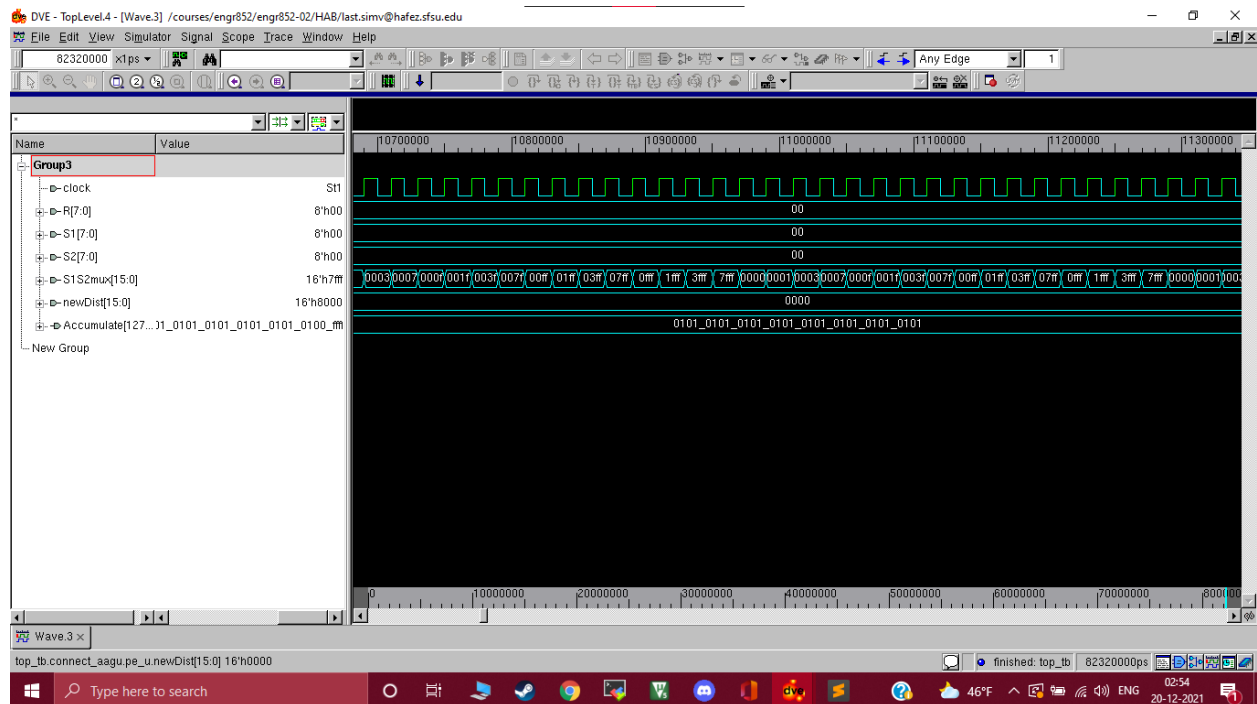 DVE - TopLevel.4 - [Wave.3] /courses/engr852/engr852-02/HAB/last.simv@hafez.sfsu.edu
File Edit View Simulator Signal Scope Trace Window Help
82320000 x1ps Any Edge 1
*
Name Value
10700000 10800000 10900000 11000000 11100000 11200000 11300000
Group3
clock St1
R[7:0] 8'h00 00
S1[7:0] 8'h00 00
S2[7:0] 8'h00 00
S1S2mux[15:0] 16'h7fff 0003 0007 000f 001f 003f 007f 00ff 01ff 03ff 07ff 0fff 1fff 3fff 7fff 0000 0001 0003 0007 000f 001f 003f 007f 00ff 01ff 03ff 07ff 0fff 1fff 3fff 7fff 0000 0001 000
newDist[15:0] 16'h8000 0000
Accumulate[127... 01_0101_0101_0101_0101_0100_ffff 0101_0101_0101_0101_0101_0101_0101_0101
New Group
0 10000000 20000000 30000000 40000000 50000000 60000000 70000000 800000
Wave.3 ×
top_tb.connect_aagu.pe_u.newDist[15:0] 16'h0000 finished: top_tb 82320000ps
Type here to search dve 46°F ENG 02:54
20-12-2021